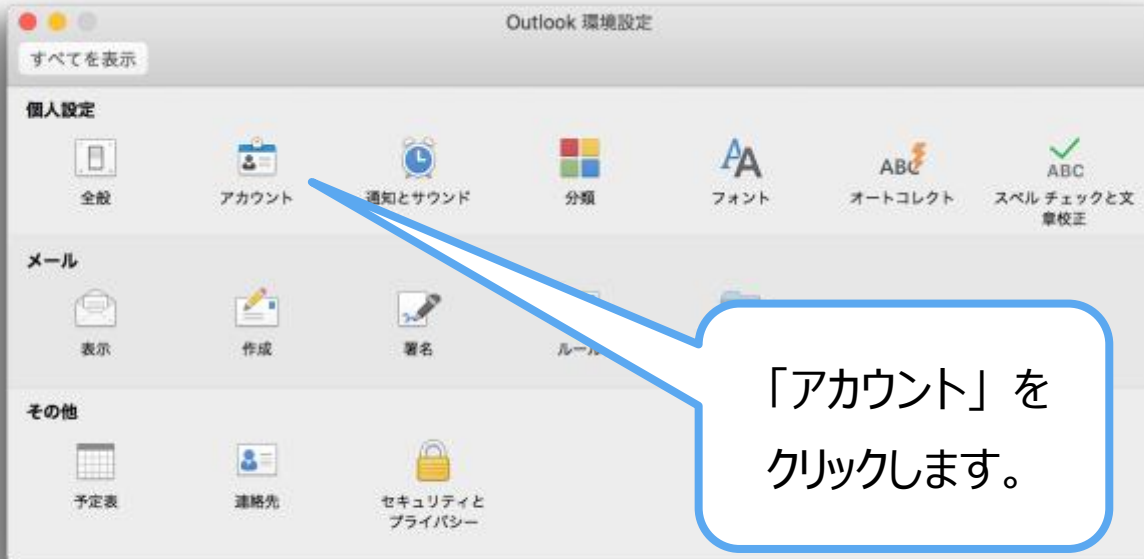 Outlook 環境設定
すべてを表示
個人設定
全般
アカウント
通知とサウンド
分類
フォント
ABC
オートコレクト
ABC
スペル チェックと文
章校正
メール
表示
作成
署名
ルール
「アカウント」を
クリックします。
その他
予定表
連絡先
セキュリティと
プライバシー